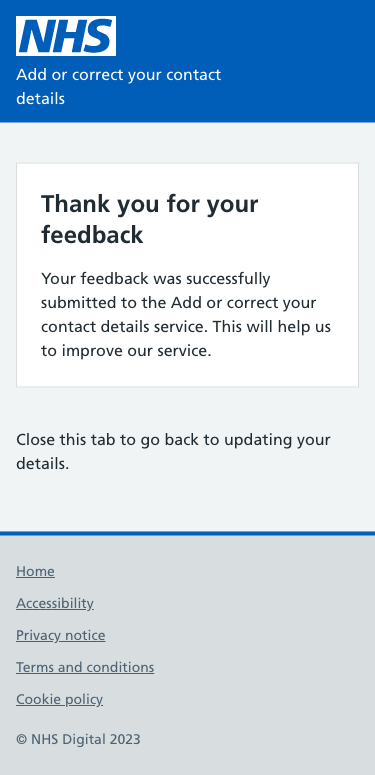 NHS
Add or correct your contact
details
Thank you for your
feedback
Your feedback was successfully
submitted to the Add or correct your
contact details service. This will help us
to improve our service.
Close this tab to go back to updating your
details.
Home
Accessibility
Privacy notice
Terms and conditions
Cookie policy
© NHS Digital 2023